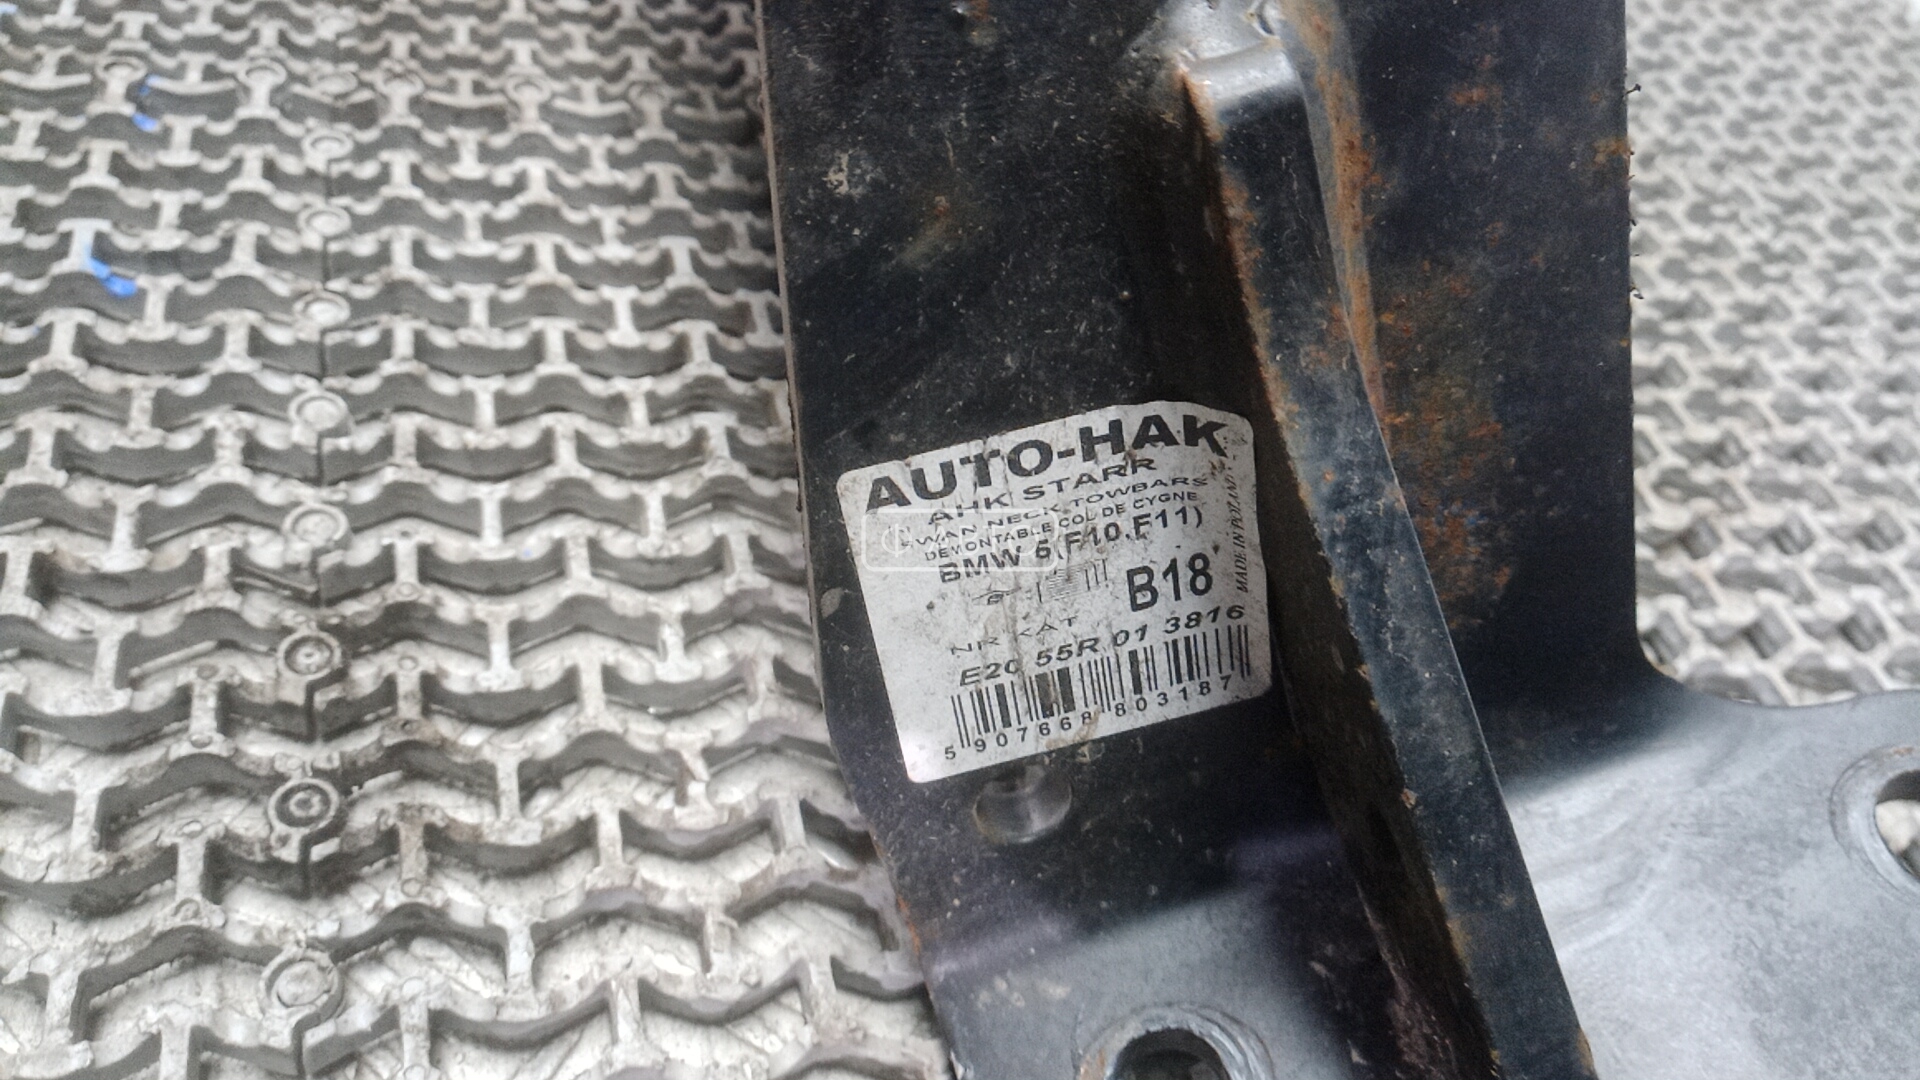 AUTO-HAK
AHK STARR
SWAN NECK TOWBARS
DEMONTABLE COL DE CYGNE
BMW 5 (F10,F11)
B18
MADE IN POLAND
NR KAT
E20 55R 01 3816
5 907668 803187